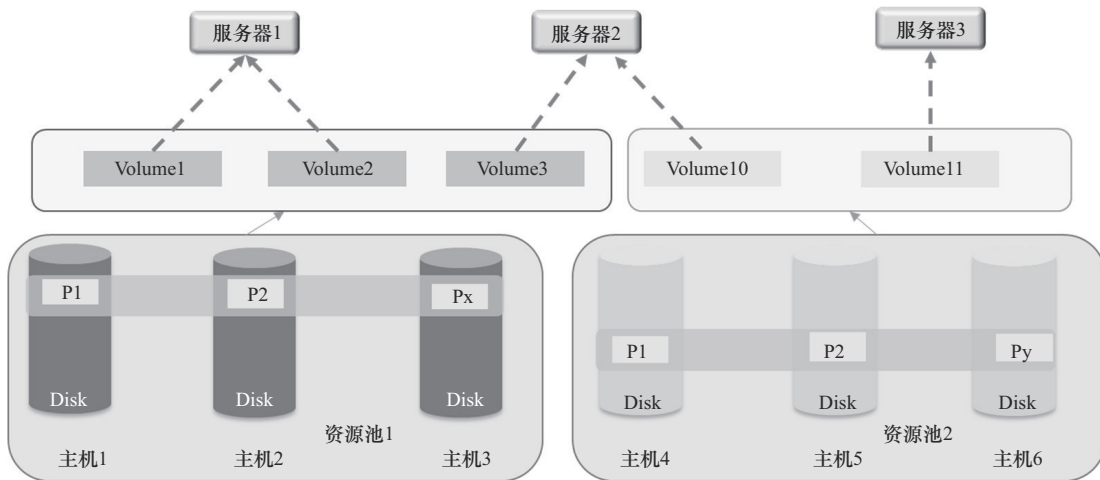 服务器1
服务器2
服务器3
Volume1
Volume2
Volume3
Volume10
Volume11
P1
P2
Px
P1
P2
Py
Disk
Disk
Disk
Disk
Disk
Disk
资源池1
资源池2
主机1
主机2
主机3
主机4
主机5
主机6